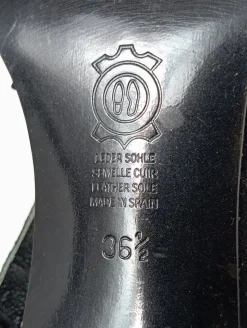 LEDER SOHLE
SEMELLE CUIR
LEATHER SOLE
MADE IN SPAIN
36½